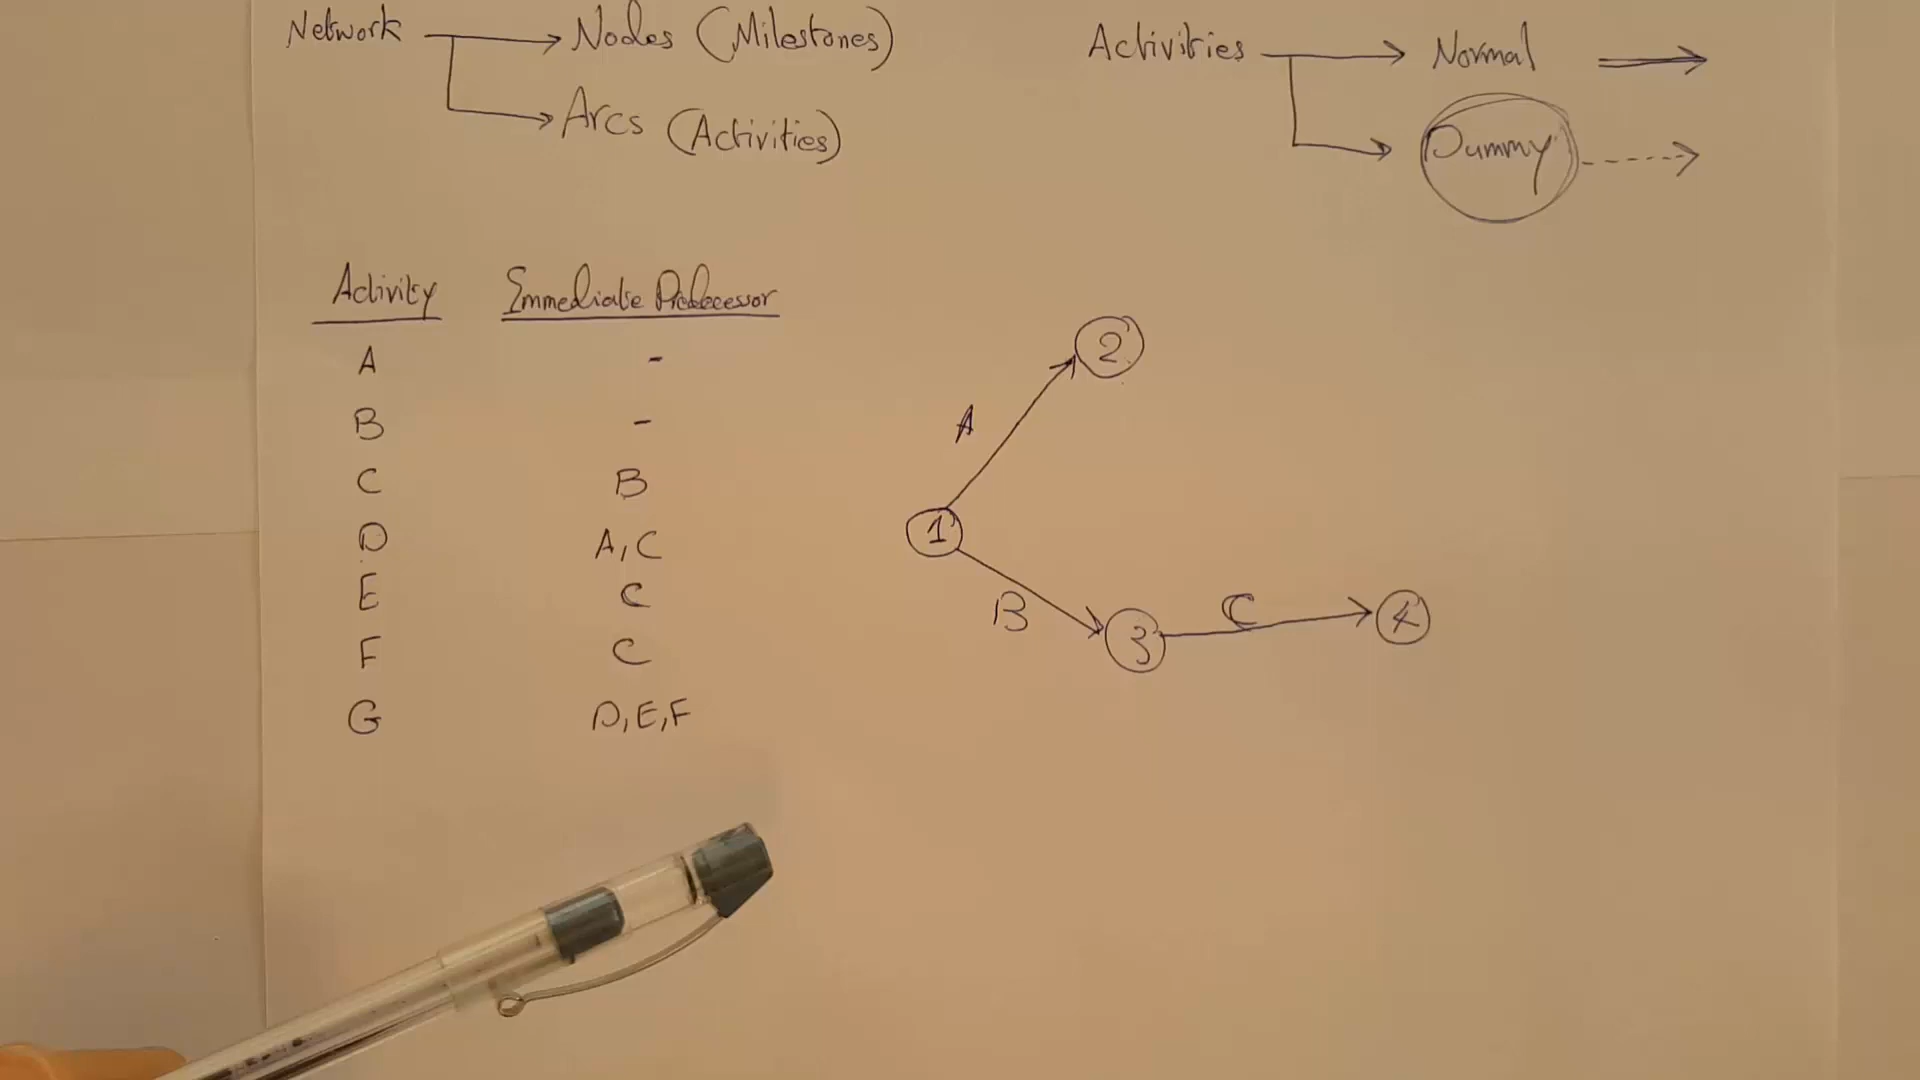 Network → Nodes (Milestones)
→ Arcs (Activities)
Activities → Normal
→ Dummy
Activity Immediate Predecessor
A -
B -
C B
D A,C
E C
F C
G D,E,F
2
A
1
B
3
C
4